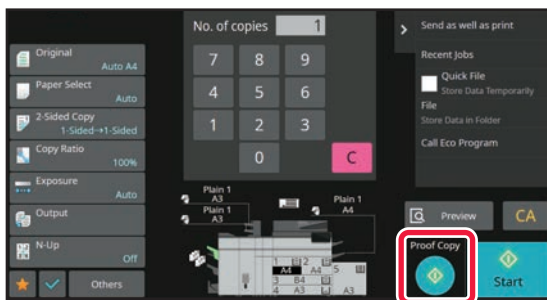 No. of copies 1
Original
Auto A4
Paper Select
Auto
2-Sided Copy
1-Sided→1-Sided
Copy Ratio
100%
Exposure
Auto
Output
N-Up
Off
Others
7 8 9
4 5 6
1 2 3
0 C
Plain 1
A3
Plain 1
A3
Plain 1
A4
1 2
A4 A4 5
3 B4
4 A3 A3
Send as well as print
Recent Jobs
Quick File
Store Data Temporarily
File
Store Data in Folder
Call Eco Program
Preview CA
Proof Copy
Start